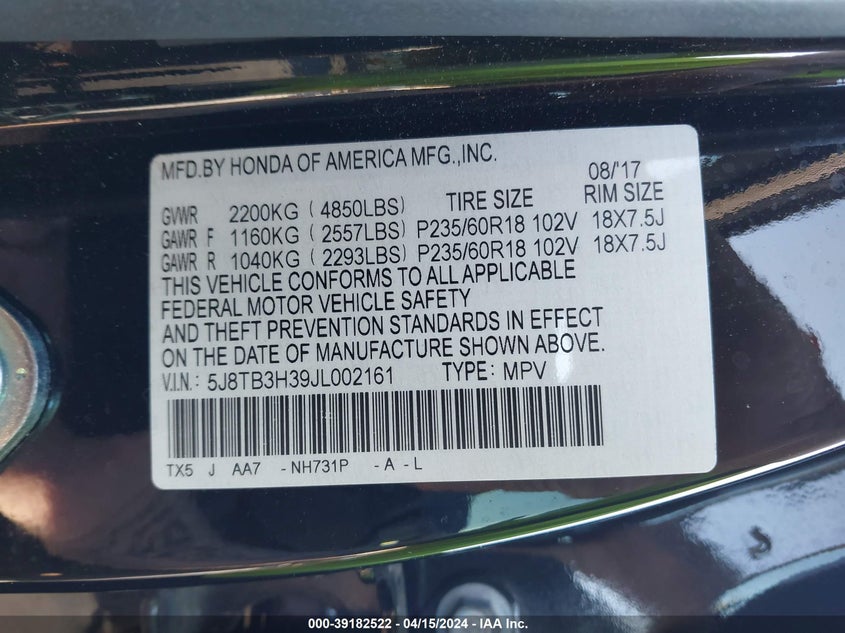 MFD.BY HONDA OF AMERICA MFG.,INC. 08/'17
GVWR 2200KG ( 4850LBS) TIRE SIZE RIM SIZE
GAWR F 1160KG ( 2557LBS) P235/60R18 102V 18X7.5J
GAWR R 1040KG ( 2293LBS) P235/60R18 102V 18X7.5J
THIS VEHICLE CONFORMS TO ALL APPLICABLE
FEDERAL MOTOR VEHICLE SAFETY
AND THEFT PREVENTION STANDARDS IN EFFECT
ON THE DATE OF MANUFACTURE SHOWN ABOVE.
V.I.N.: 5J8TB3H39JL002161 TYPE: MPV
TX5 J AA7 -NH731P -A-L
000-39182522 - 04/15/2024 - IAA Inc.